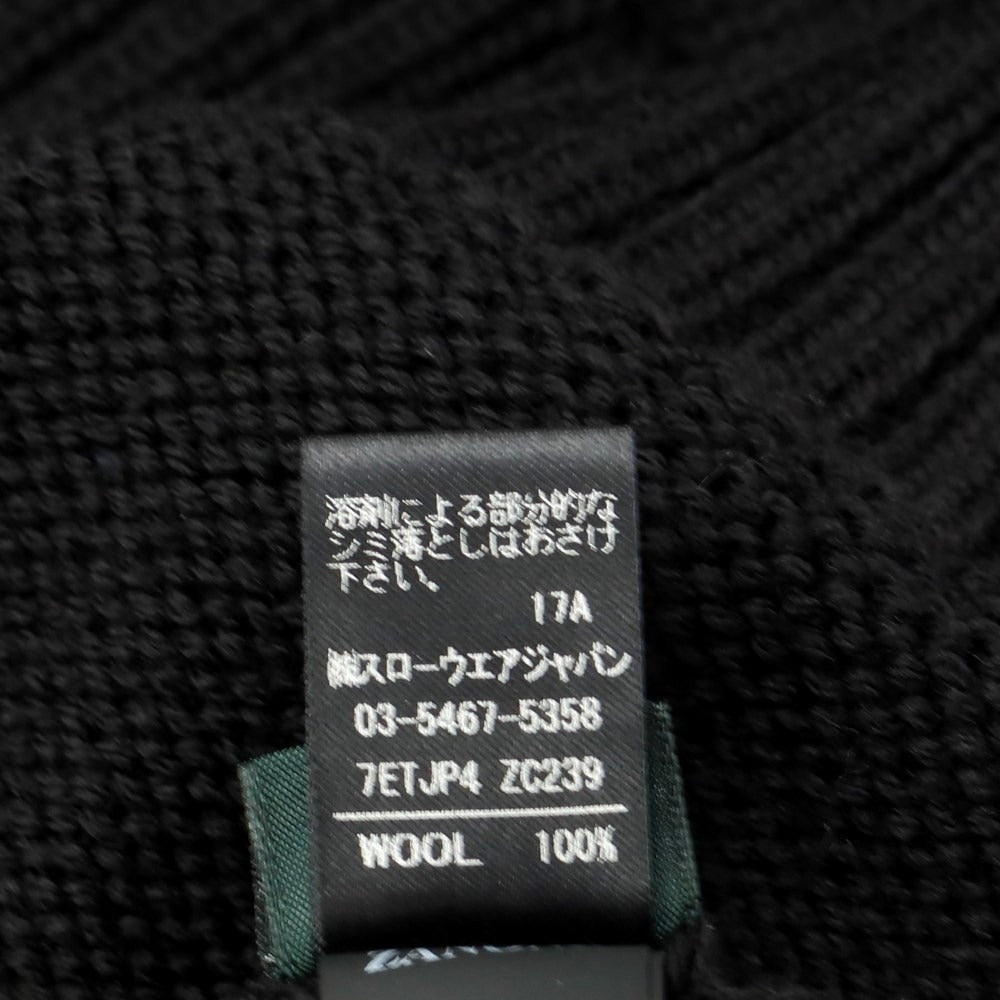 溶剤による部分的な
シミ落としはおさけ
下さい。
17A
㈱スローウエアジャパン
03-5467-5358
7ETJP4 ZC239
WOOL 100%